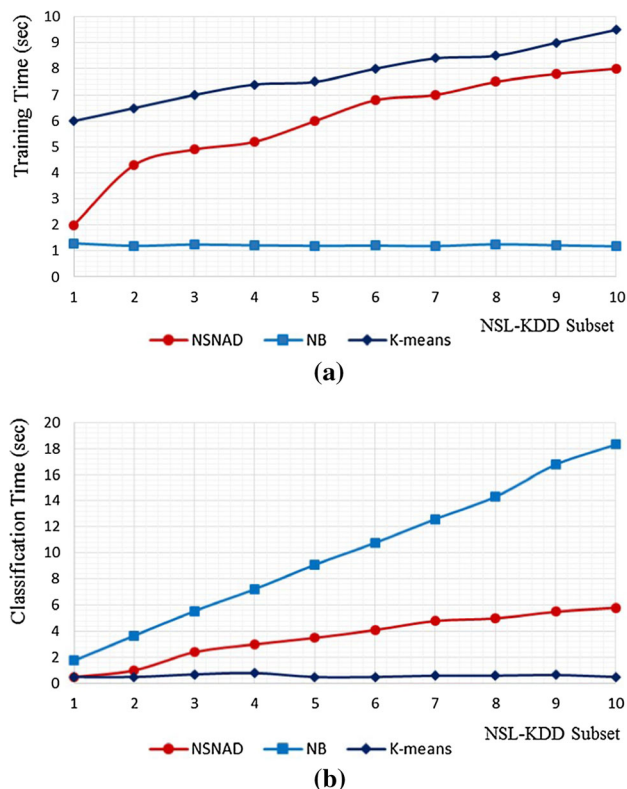 10
9
8
7
6
5
4
3
2
1
0
Training Time (sec)
1 2 3 4 5 6 7 8 9 10
NSL-KDD Subset
NSNAD NB K-means
(a)
20
18
16
14
12
10
8
6
4
2
0
Classification Time (sec)
1 2 3 4 5 6 7 8 9 10
NSL-KDD Subset
NSNAD NB K-means
(b)